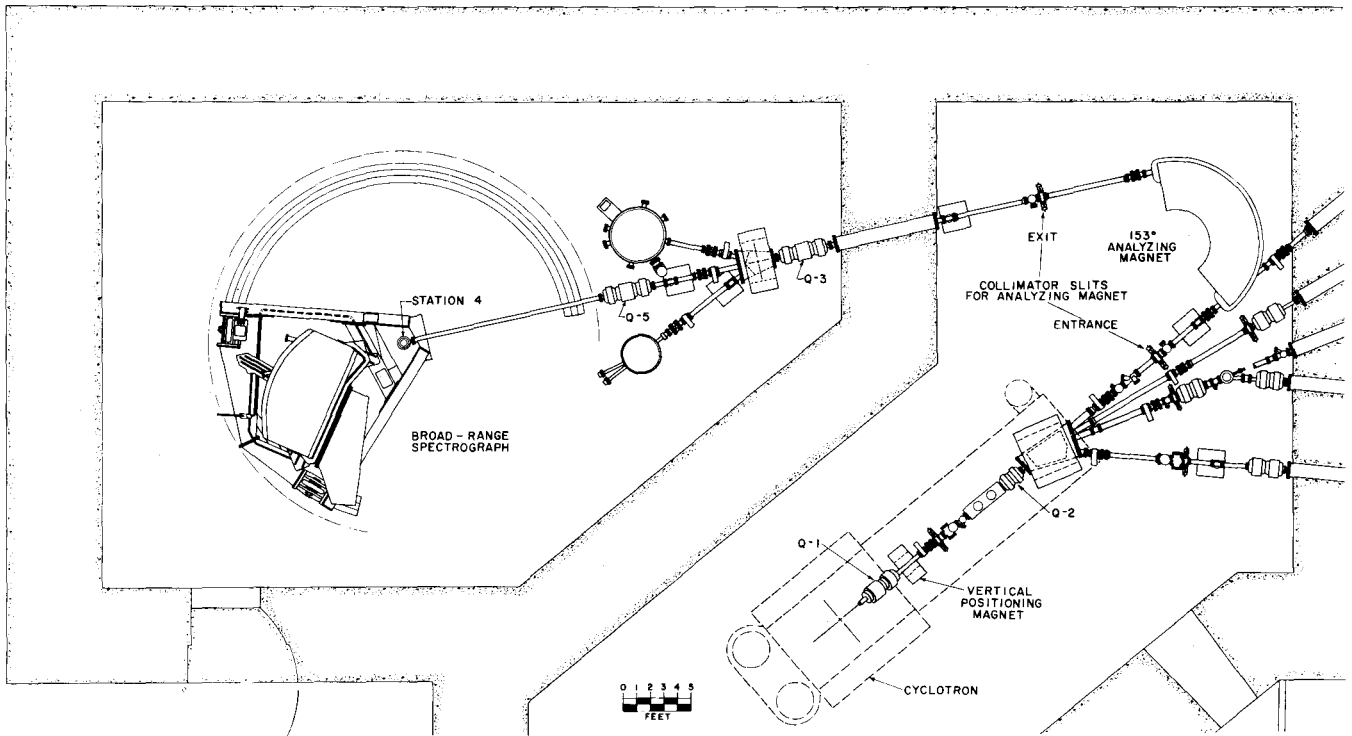 EXIT
153°
ANALYZING
MAGNET
Q-3
COLLIMATOR SLITS
FOR ANALYZING MAGNET
STATION 4
Q-5
ENTRANCE
BROAD-RANGE
SPECTROGRAPH
Q-2
Q-1
VERTICAL
POSITIONING
MAGNET
0 1 2 3 4 5
FEET
CYCLOTRON